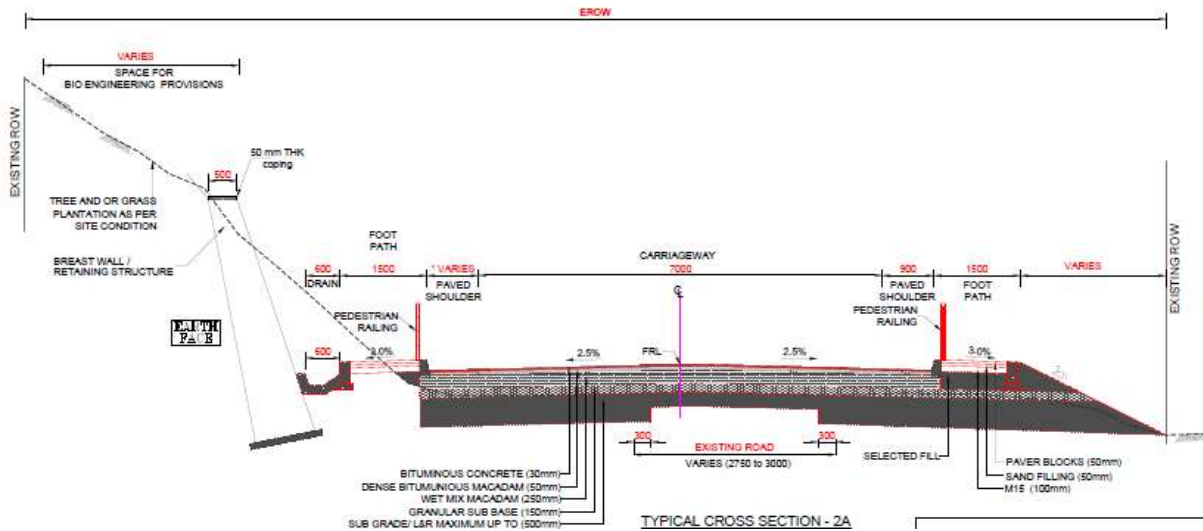 EROW
VARIES
SPACE FOR
BIO ENGINEERING PROVISIONS
EXISTING ROW
50 mm THK
coping
500
TREE AND OR GRASS
PLANTATION AS PER
SITE CONDITION
BREAST WALL /
RETAINING STRUCTURE
EARTH
FACE
600
DRAIN
FOOT
PATH
1500
* VARIES
PAVED
SHOULDER
CARRIAGEWAY
7000
900
PAVED
SHOULDER
1500
FOOT
PATH
VARIES
EXISTING ROW
PEDESTRIAN
RAILING
PEDESTRIAN
RAILING
600
3.0%
2.5%
FRL
2.5%
3.0%
300
EXISTING ROAD
300
VARIES (2750 to 3000)
SELECTED FILL
BITUMINOUS CONCRETE (30mm)
DENSE BITUMUNIOUS MACADAM (50mm)
WET MIX MACADAM (250mm)
GRANULAR SUB BASE (150mm)
SUB GRADE/ L&R MAXIMUM UP TO (500mm)
PAVER BLOCKS (50mm)
SAND FILLING (50mm)
M15 (100mm)
TYPICAL CROSS SECTION - 2A